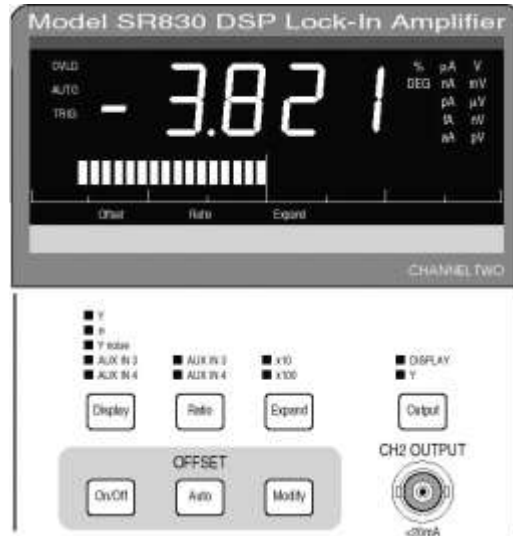 Model SR830 DSP Lock-In Amplifier
OVLD
AUTO
TRIG
- 3.821
% µA V
DEG nA mV
pA µV
fA nV
aA pV
Offset Ratio Expand
CHANNEL TWO
Y
θ
Y noise
AUX IN 3 AUX IN 3 x10 DISPLAY
AUX IN 4 AUX IN 4 x100 Y
Display Ratio Expand Output
OFFSET
CH2 OUTPUT
On/Off Auto Modify
<20mA